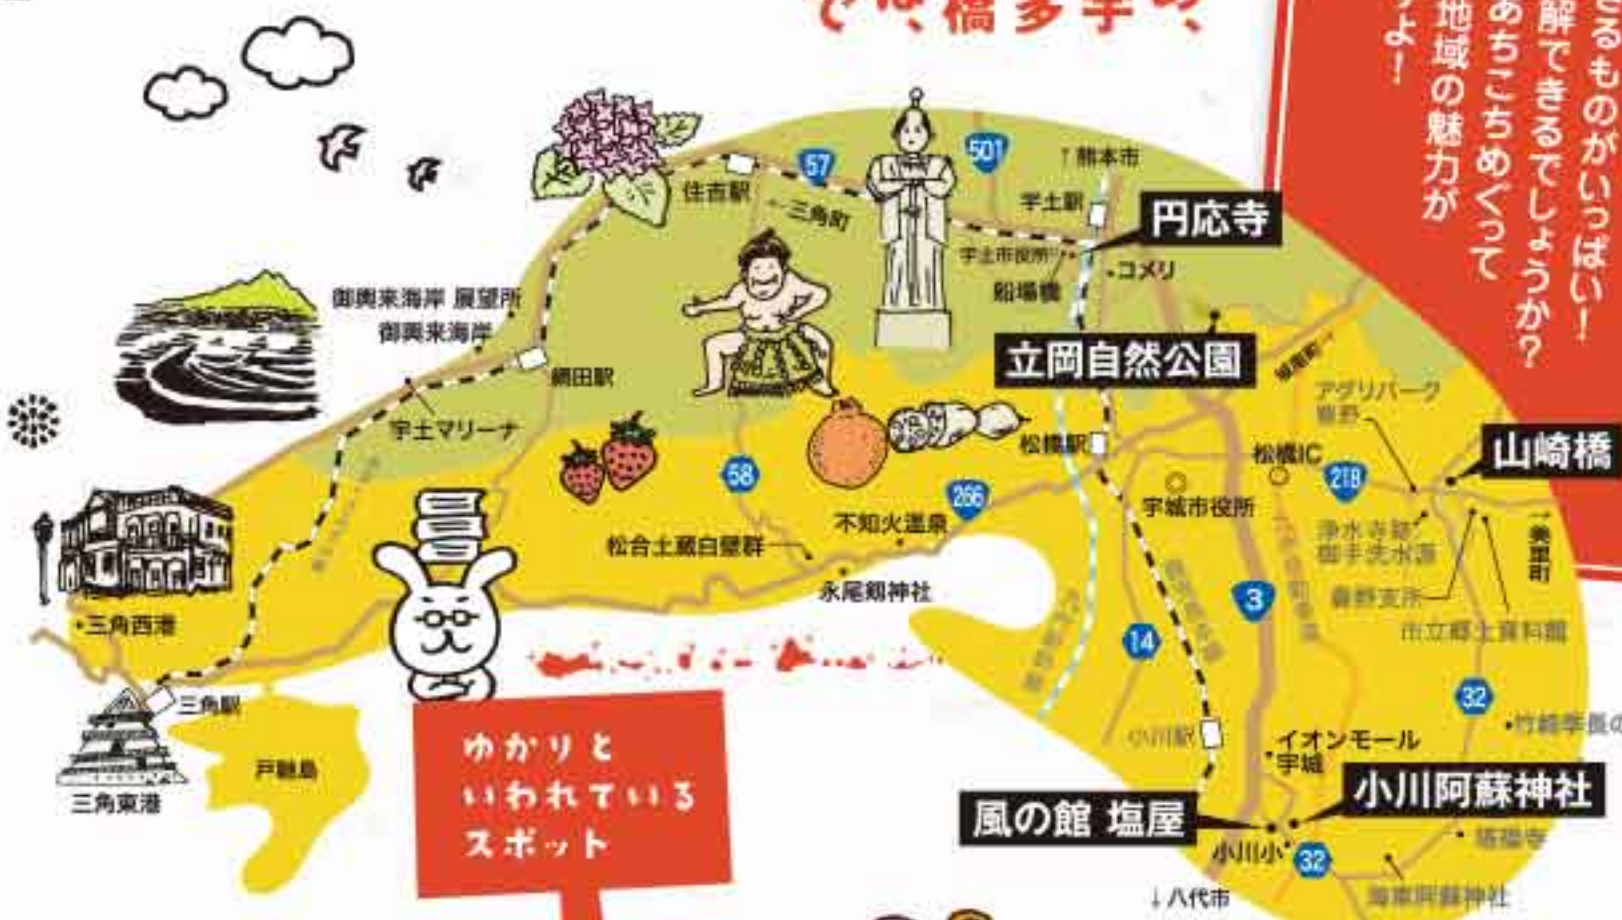 では、
橋
多
宇
の、
きるものがいっぱい！
解できるでしょうか？
あちこちめぐって
地域の魅力が
すよ！
57
501
↑熊本市
住吉駅
←三角町
宇土駅
円応寺
宇土市役所
コメリ
船場橋
御輿来海岸 展望所
御輿来海岸
網田駅
立岡自然公園
アグリパーク
豊野
宇土マリーナ
58
266
松橋駅
松橋IC
218
山崎橋
宇城市役所
不知火温泉
松合土蔵白壁群
永尾剱神社
浄水寺跡
御手洗水源
豊野支所
市立郷土資料館
→美里町
三角西港
3
14
32
三角駅
戸馳島
三角東港
小川駅
イオンモール
宇城
小川阿蘇神社
風の館 塩屋
小川小
32
塔福寺
海東阿蘇神社
↓八代市
ゆかりと
いわれている
スポット